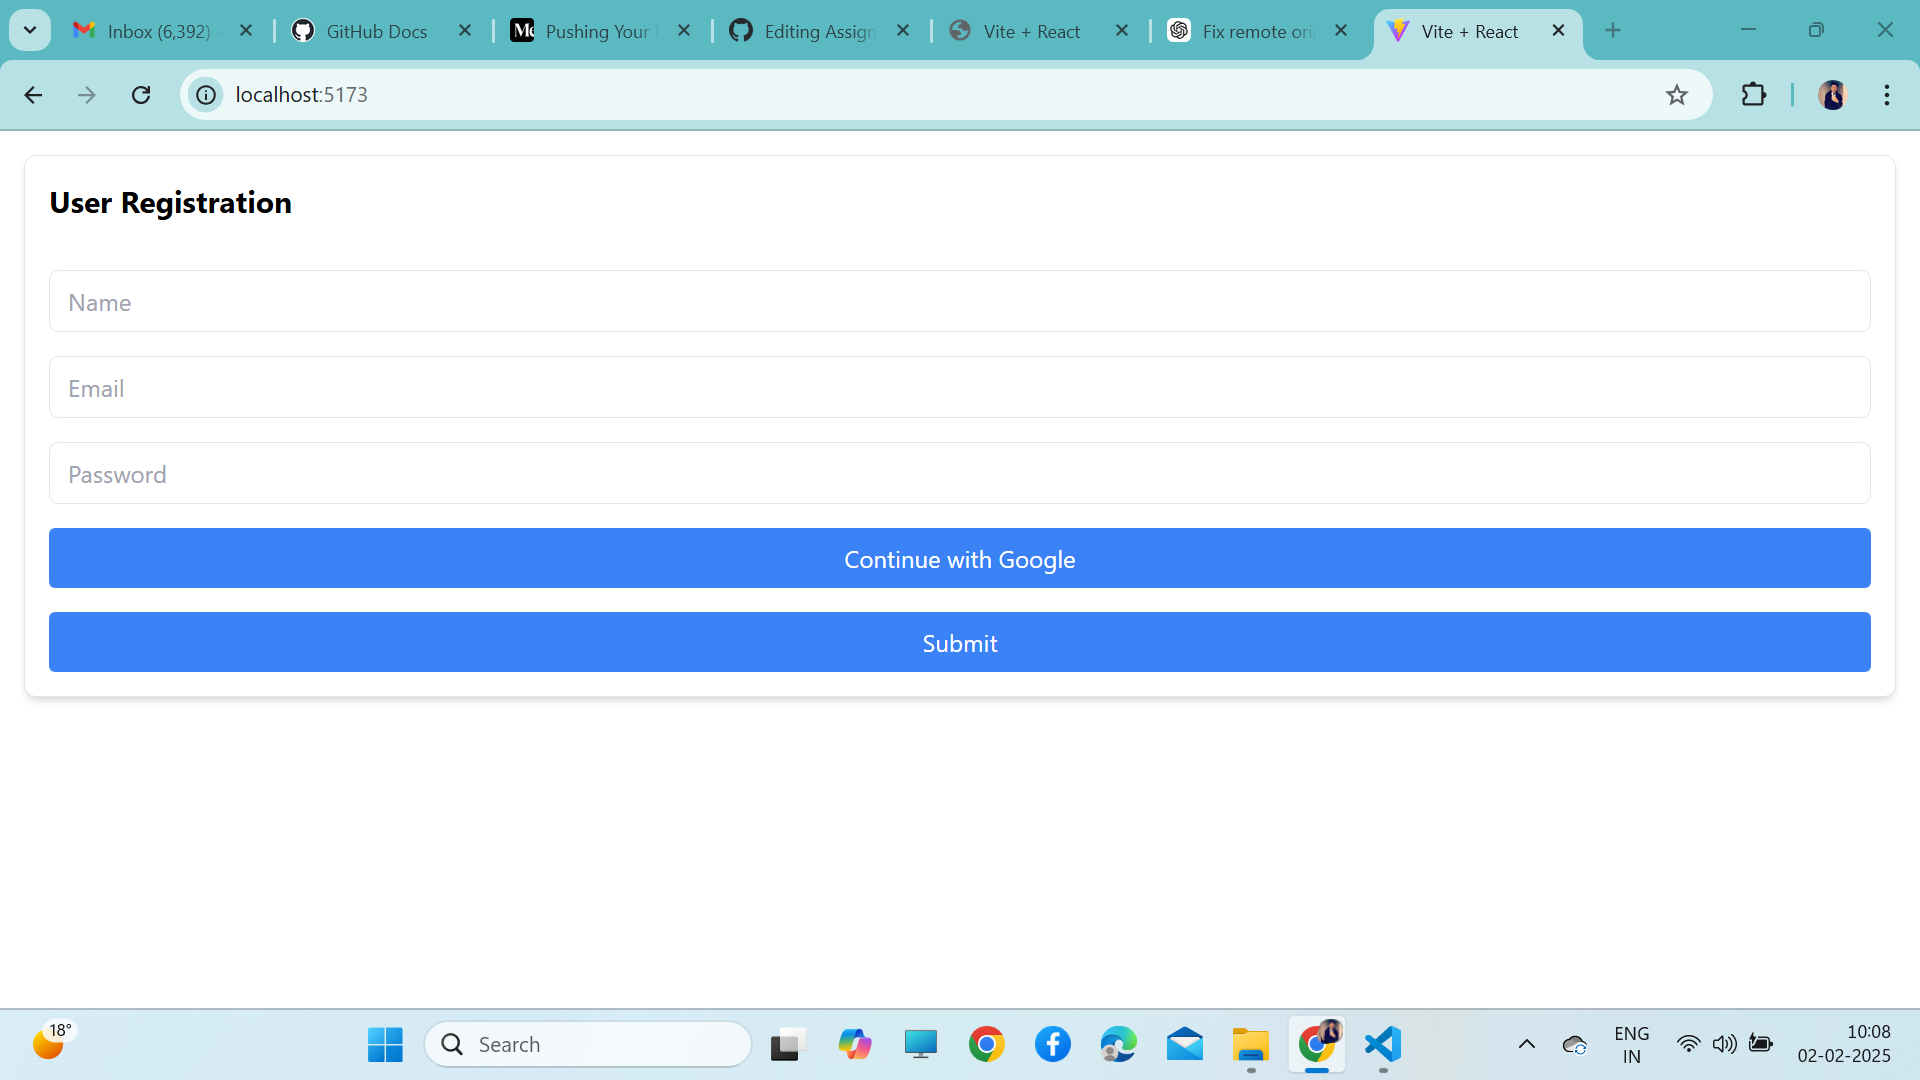 Inbox (6,392)
GitHub Docs
Pushing Your
Editing Assign
Vite + React
Fix remote ori
Vite + React
localhost:5173
User Registration
Name
Email
Password
Continue with Google
Submit
18°
Search
ENG
IN
10:08
02-02-2025